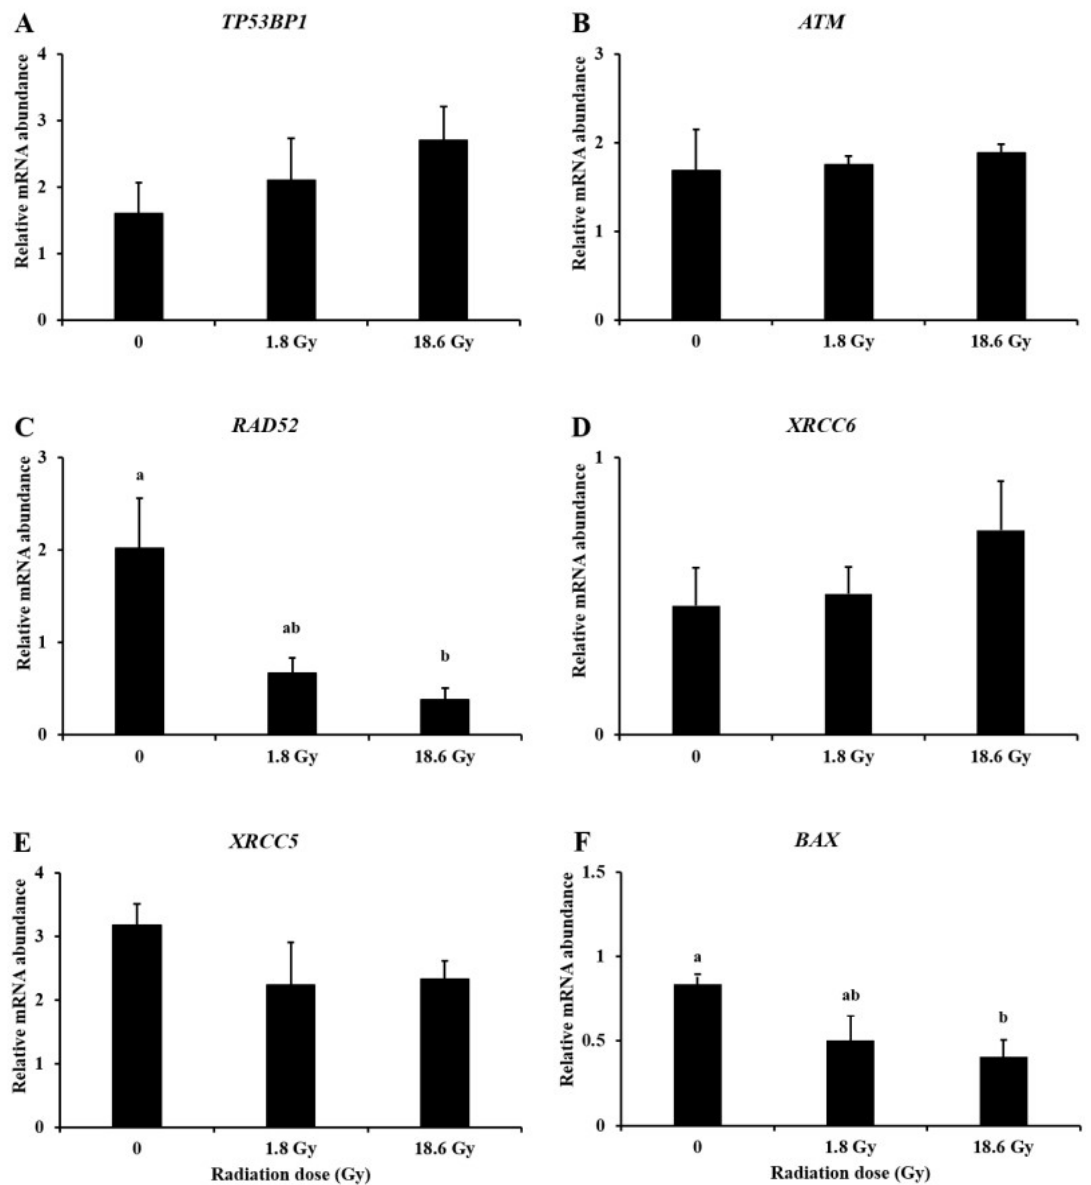 A
TP53BP1
Relative mRNA abundance
4
3
2
1
0
0 1.8 Gy 18.6 Gy
B
ATM
Relative mRNA abundance
3
2
1
0
0 1.8 Gy 18.6 Gy
C
RAD52
Relative mRNA abundance
3
2
1
0
a
ab
b
0 1.8 Gy 18.6 Gy
D
XRCC6
Relative mRNA abundance
1
0
0 1.8 Gy 18.6 Gy
E
XRCC5
Relative mRNA abundance
4
3
2
1
0
0 1.8 Gy 18.6 Gy
Radiation dose (Gy)
F
BAX
Relative mRNA abundance
1.5
1
0.5
0
a
ab
b
0 1.8 Gy 18.6 Gy
Radiation dose (Gy)